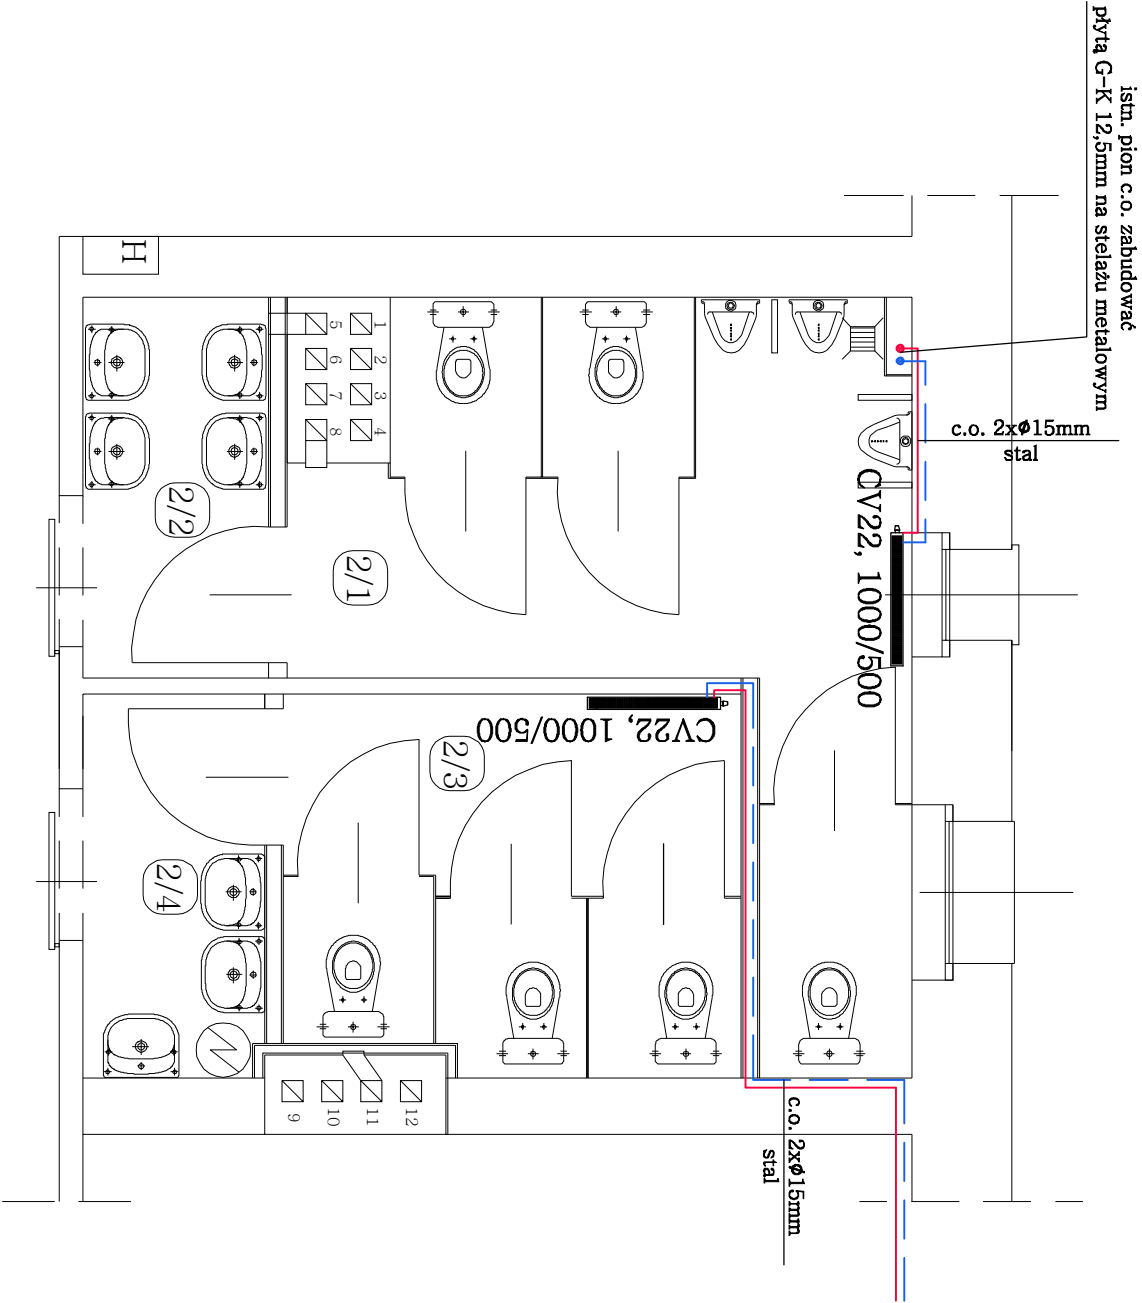 istn. pion c.o. zabudować
płytą G-K 12,5mm na stelażu metalowym
H
1
2
3
4
5
6
7
8
c.o. 2xø15mm
stal
2/2
2/1
CV22, 1000/500
CV22, 1000/500
2/3
2/4
9
10
11
12
c.o. 2xø15mm
stal